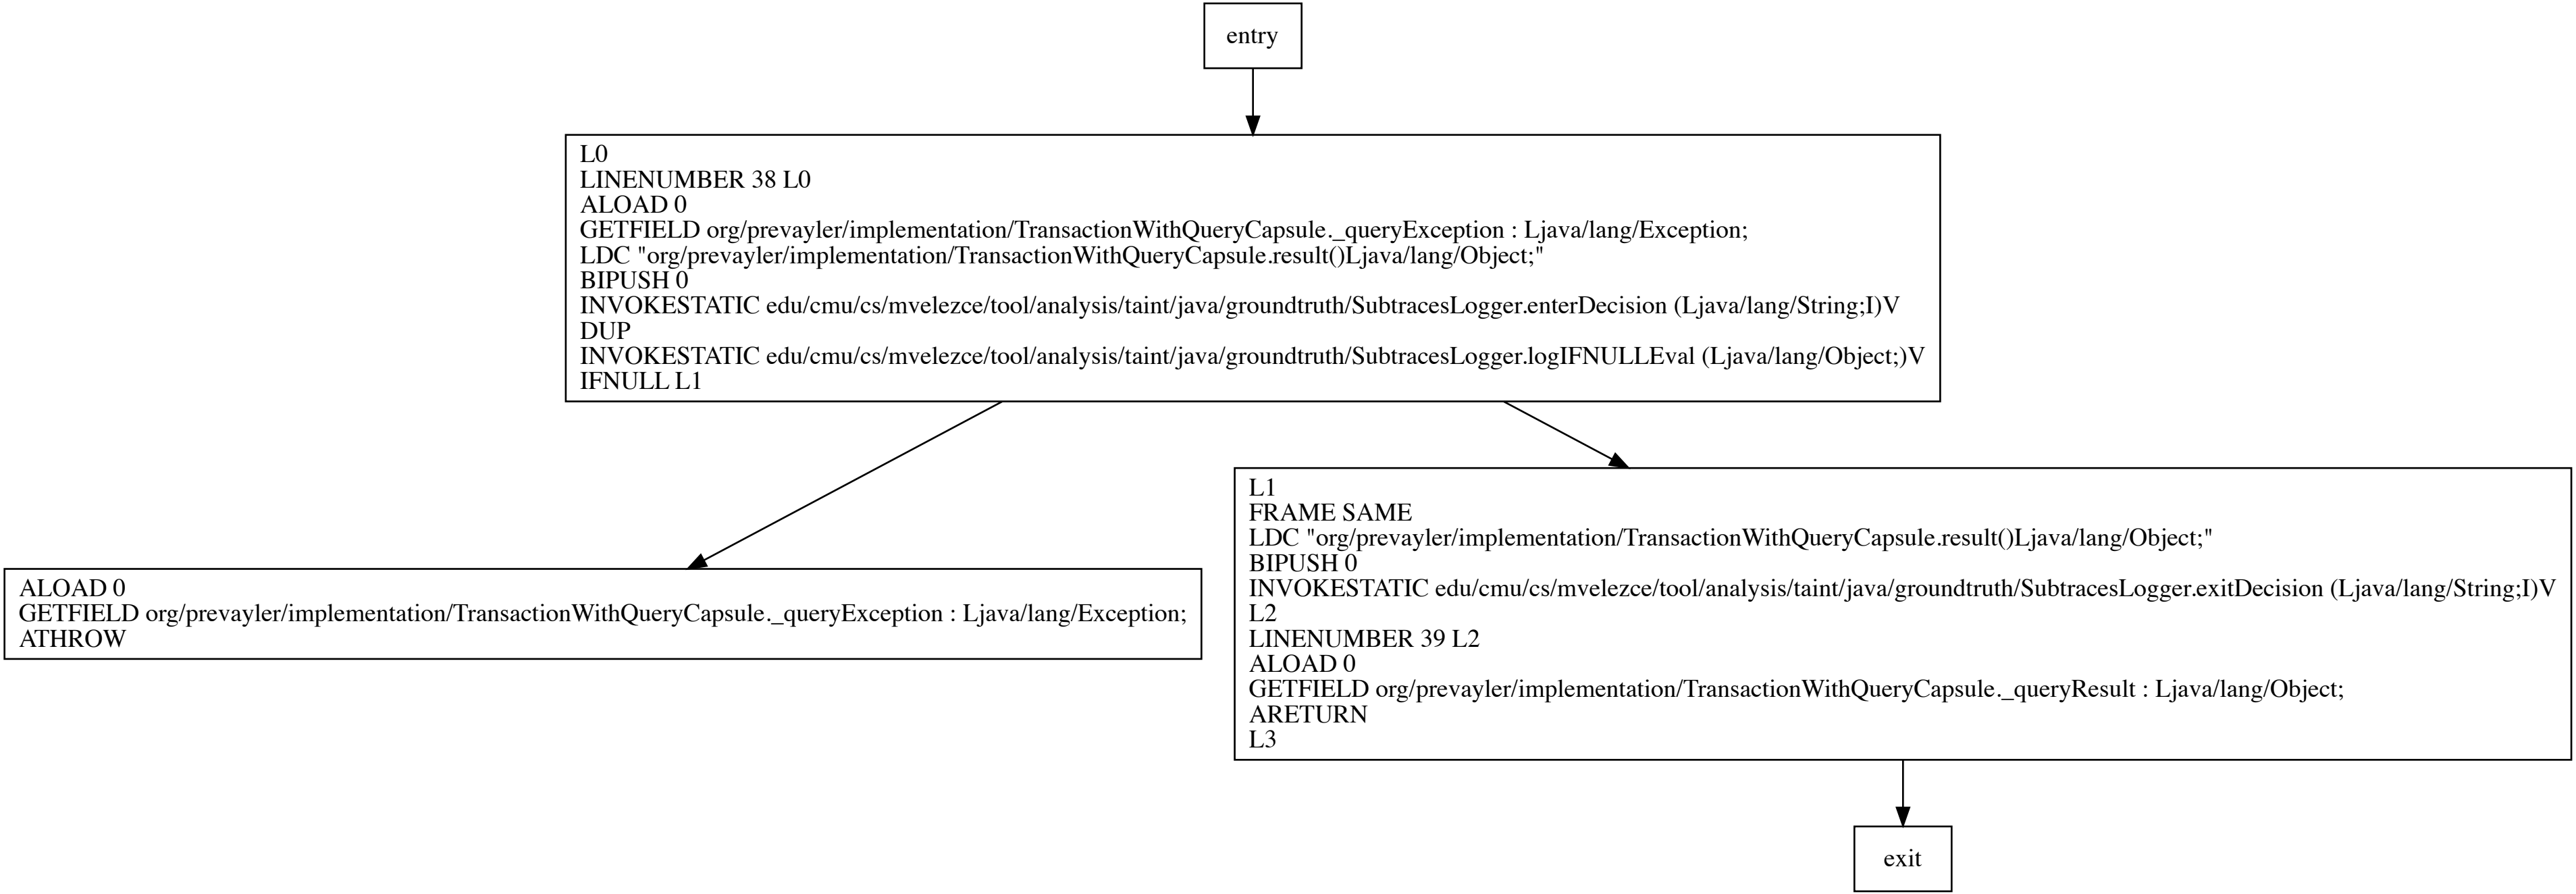 entry
L0
LINENUMBER 38 L0
ALOAD 0
GETFIELD org/prevayler/implementation/TransactionWithQueryCapsule._queryException : Ljava/lang/Exception;
LDC "org/prevayler/implementation/TransactionWithQueryCapsule.result()Ljava/lang/Object;"
BIPUSH 0
INVOKESTATIC edu/cmu/cs/mvelezce/tool/analysis/taint/java/groundtruth/SubtracesLogger.enterDecision (Ljava/lang/String;I)V
DUP
INVOKESTATIC edu/cmu/cs/mvelezce/tool/analysis/taint/java/groundtruth/SubtracesLogger.logIFNULLEval (Ljava/lang/Object;)V
IFNULL L1
ALOAD 0
GETFIELD org/prevayler/implementation/TransactionWithQueryCapsule._queryException : Ljava/lang/Exception;
ATHROW
L1
FRAME SAME
LDC "org/prevayler/implementation/TransactionWithQueryCapsule.result()Ljava/lang/Object;"
BIPUSH 0
INVOKESTATIC edu/cmu/cs/mvelezce/tool/analysis/taint/java/groundtruth/SubtracesLogger.exitDecision (Ljava/lang/String;I)V
L2
LINENUMBER 39 L2
ALOAD 0
GETFIELD org/prevayler/implementation/TransactionWithQueryCapsule._queryResult : Ljava/lang/Object;
ARETURN
L3
exit